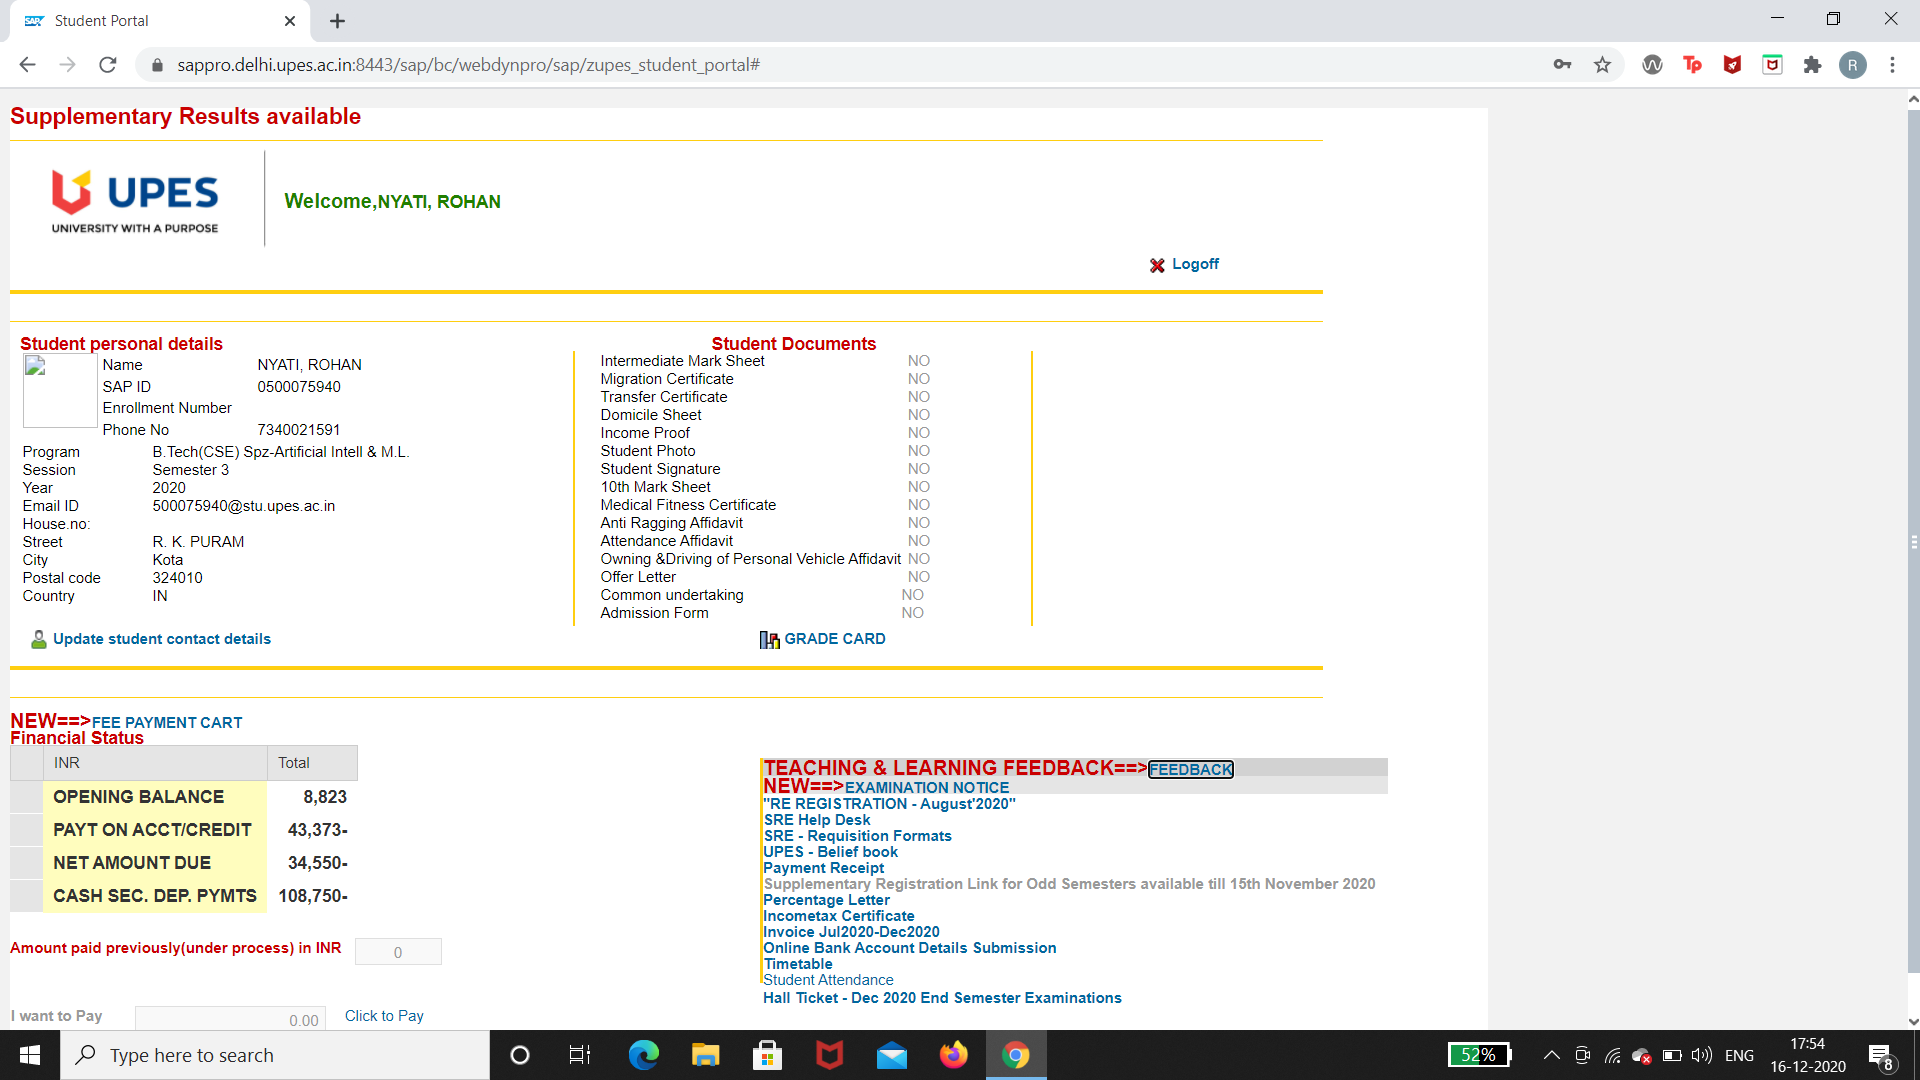 Student Portal
sappro.delhi.upes.ac.in:8443/sap/bc/webdynpro/sap/zupes_student_portal#
R
Supplementary Results available
UPES
UNIVERSITY WITH A PURPOSE
Welcome,NYATI, ROHAN
Logoff
Student personal details
Name NYATI, ROHAN
SAP ID 0500075940
Enrollment Number
Phone No 7340021591
Program B.Tech(CSE) Spz-Artificial Intell & M.L.
Session Semester 3
Year 2020
Email ID 500075940@stu.upes.ac.in
House.no:
Street R. K. PURAM
City Kota
Postal code 324010
Country IN
Update student contact details
Student Documents
Intermediate Mark Sheet NO
Migration Certificate NO
Transfer Certificate NO
Domicile Sheet NO
Income Proof NO
Student Photo NO
Student Signature NO
10th Mark Sheet NO
Medical Fitness Certificate NO
Anti Ragging Affidavit NO
Attendance Affidavit NO
Owning &Driving of Personal Vehicle Affidavit NO
Offer Letter NO
Common undertaking NO
Admission Form NO
GRADE CARD
NEW==>FEE PAYMENT CART
Financial Status
INR Total
OPENING BALANCE 8,823
PAYT ON ACCT/CREDIT 43,373-
NET AMOUNT DUE 34,550-
CASH SEC. DEP. PYMTS 108,750-
Amount paid previously(under process) in INR 0
I want to Pay 0.00 Click to Pay
TEACHING & LEARNING FEEDBACK==>FEEDBACK
NEW==>EXAMINATION NOTICE
"RE REGISTRATION - August'2020"
SRE Help Desk
SRE - Requisition Formats
UPES - Belief book
Payment Receipt
Supplementary Registration Link for Odd Semesters available till 15th November 2020
Percentage Letter
Incometax Certificate
Invoice Jul2020-Dec2020
Online Bank Account Details Submission
Timetable
Student Attendance
Hall Ticket - Dec 2020 End Semester Examinations
Type here to search
52%
ENG
17:54
16-12-2020
8